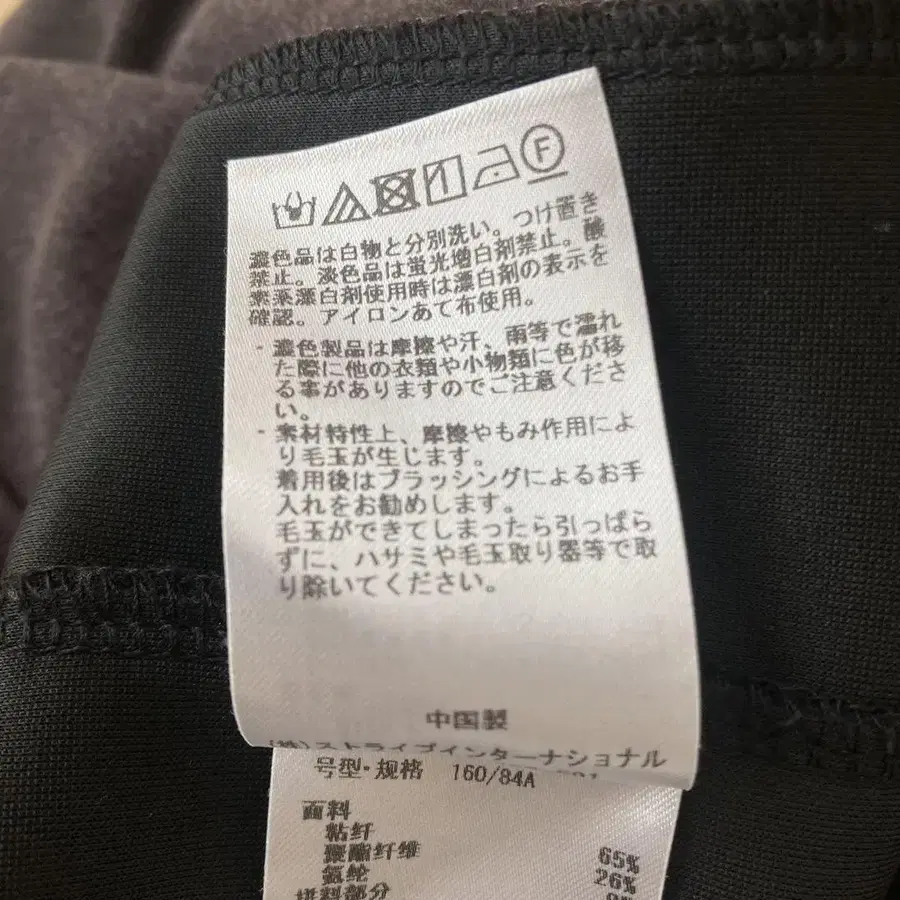 F
濃色品は白物と分別洗い。つけ置き
禁止。淡色品は蛍光増白剤禁止。酸
素系漂白剤使用時は漂白剤の表示を
確認。アイロンあて布使用。
・濃色製品は摩擦や汗、雨等で濡れ
た際に他の衣類や小物類に色が移
る事がありますのでご注意くださ
い。
・素材特性上、摩擦やもみ作用によ
り毛玉が生じます。
着用後はブラッシングによるお手
入れをお勧めします。
毛玉ができてしまったら引っぱら
ずに、ハサミや毛玉取り器等で取
り除いてください。
中国製
(株)ストライプインターナショナル
号型·规格 160/84A
面料
粘纤
聚酯纤维 65%
氨纶 26%